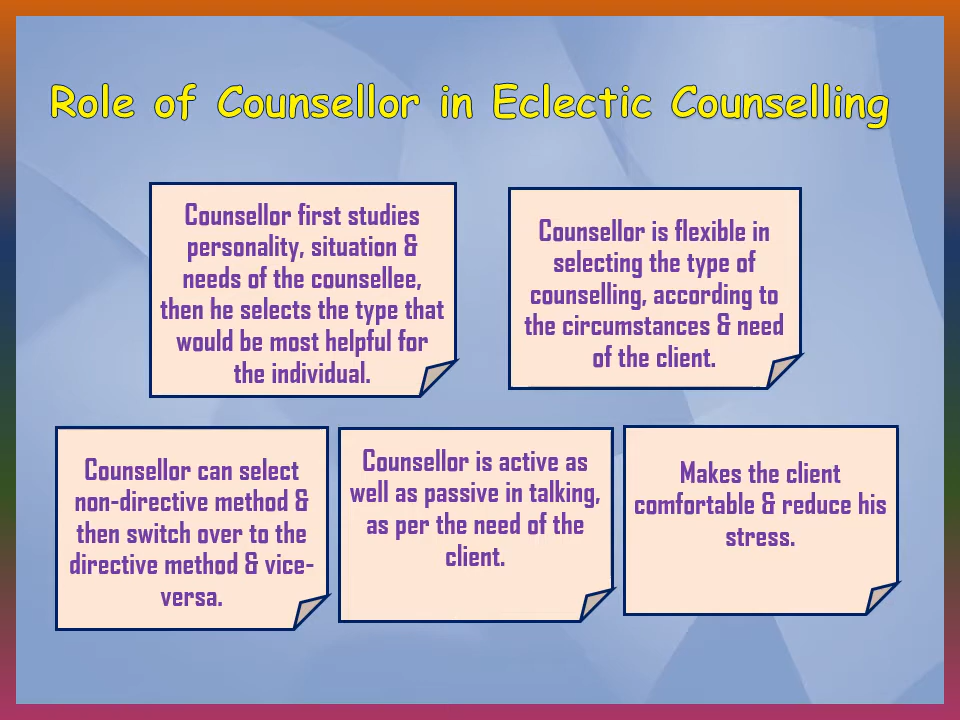 Role of Counsellor in Eclectic Counselling
Counsellor first studies
personality, situation &
needs of the counsellee,
then he selects the type that
would be most helpful for
the individual.
Counsellor is flexible in
selecting the type of
counselling, according to
the circumstances & need
of the client.
Counsellor can select
non-directive method &
then switch over to the
directive method & vice-
versa.
Counsellor is active as
well as passive in talking,
as per the need of the
client.
Makes the client
comfortable & reduce his
stress.